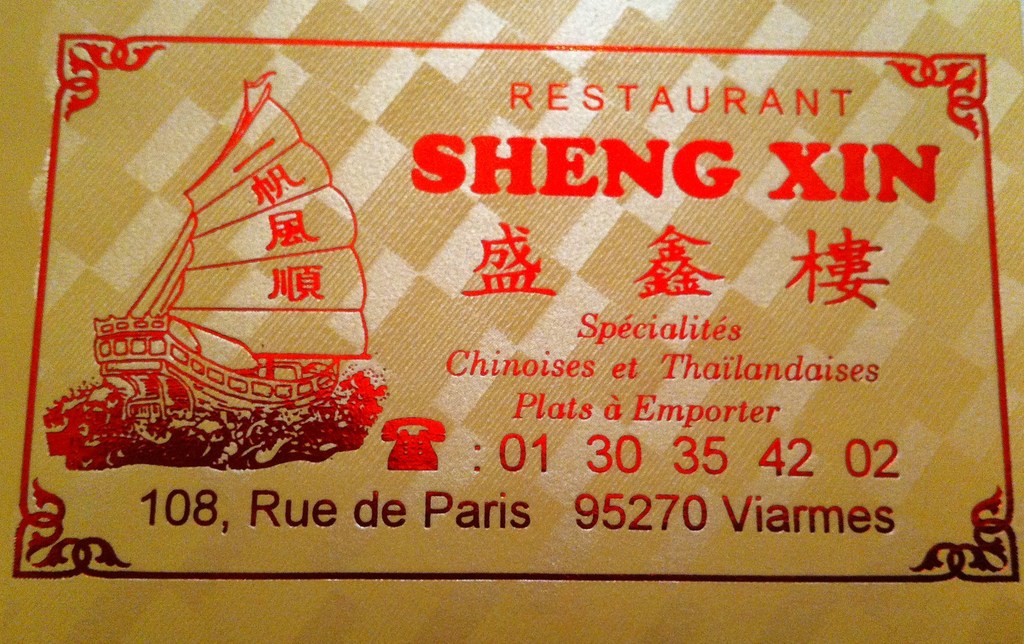 一
帆
風
順
RESTAURANT
SHENG XIN
盛鑫樓
Spécialités
Chinoises et Thaïlandaises
Plats à Emporter
: 01 30 35 42 02
108, Rue de Paris 95270 Viarmes